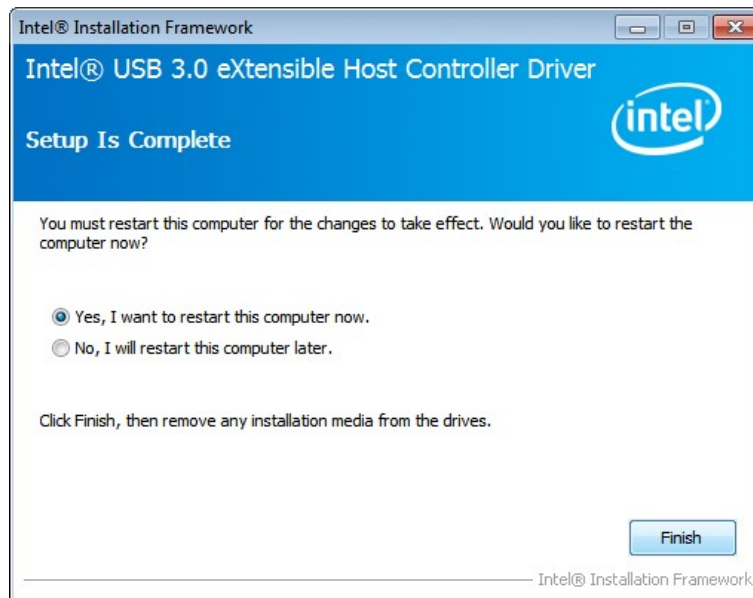 Intel® Installation Framework
Intel® USB 3.0 eXtensible Host Controller Driver
Setup Is Complete
intel®
You must restart this computer for the changes to take effect. Would you like to restart the
computer now?
Yes, I want to restart this computer now.
No, I will restart this computer later.
Click Finish, then remove any installation media from the drives.
Finish
Intel® Installation Framework